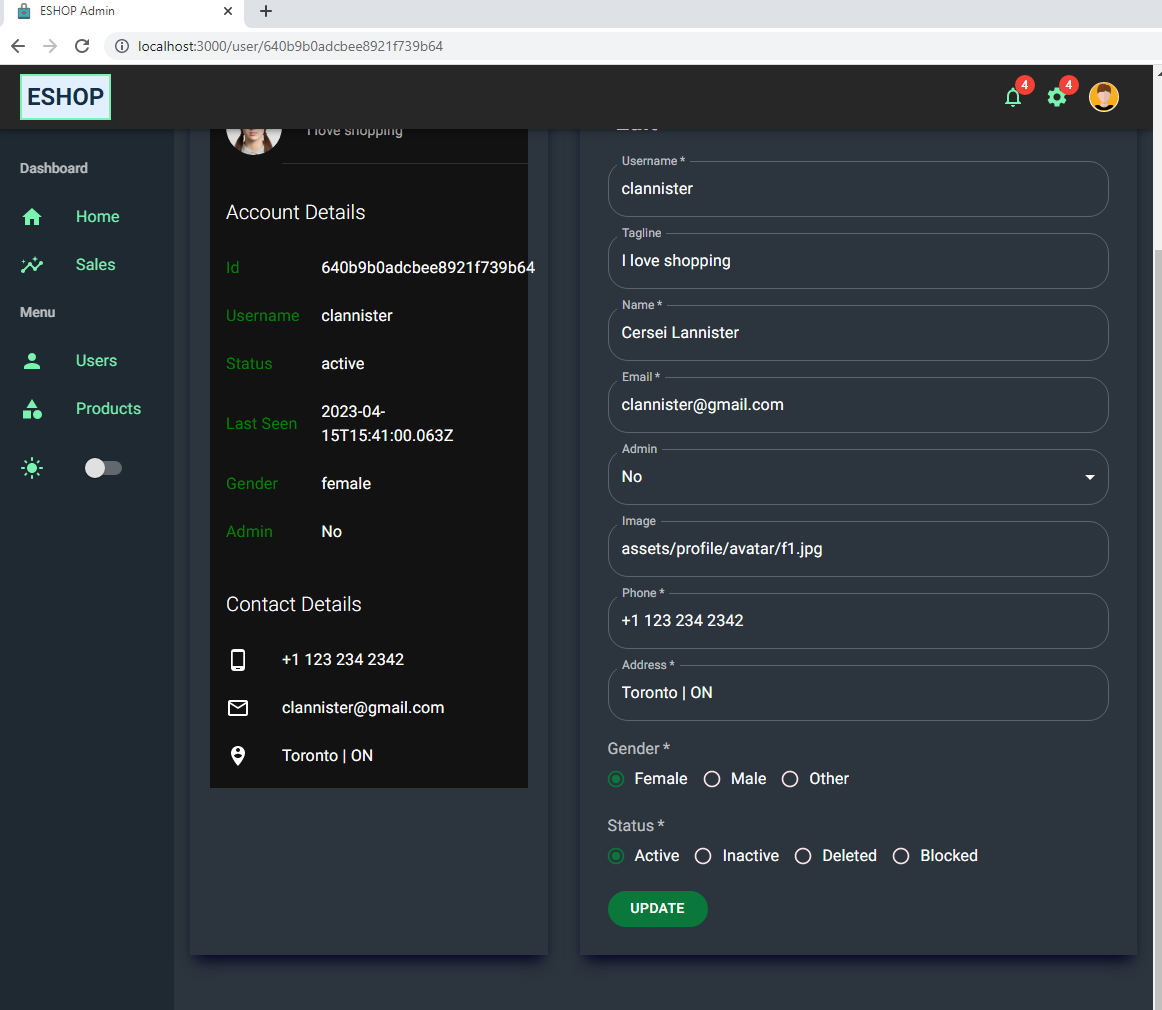 ESHOP Admin
localhost:3000/user/640b9b0adcbee8921f739b64
ESHOP
4
4
Dashboard
Home
Sales
Menu
Users
Products
I love shopping
Account Details
Id 640b9b0adcbee8921f739b64
Username clannister
Status active
Last Seen 2023-04-
15T15:41:00.063Z
Gender female
Admin No
Contact Details
+1 123 234 2342
clannister@gmail.com
Toronto | ON
Edit
Username *
clannister
Tagline
I love shopping
Name *
Cersei Lannister
Email *
clannister@gmail.com
Admin
No
Image
assets/profile/avatar/f1.jpg
Phone *
+1 123 234 2342
Address *
Toronto | ON
Gender *
Female Male Other
Status *
Active Inactive Deleted Blocked
UPDATE